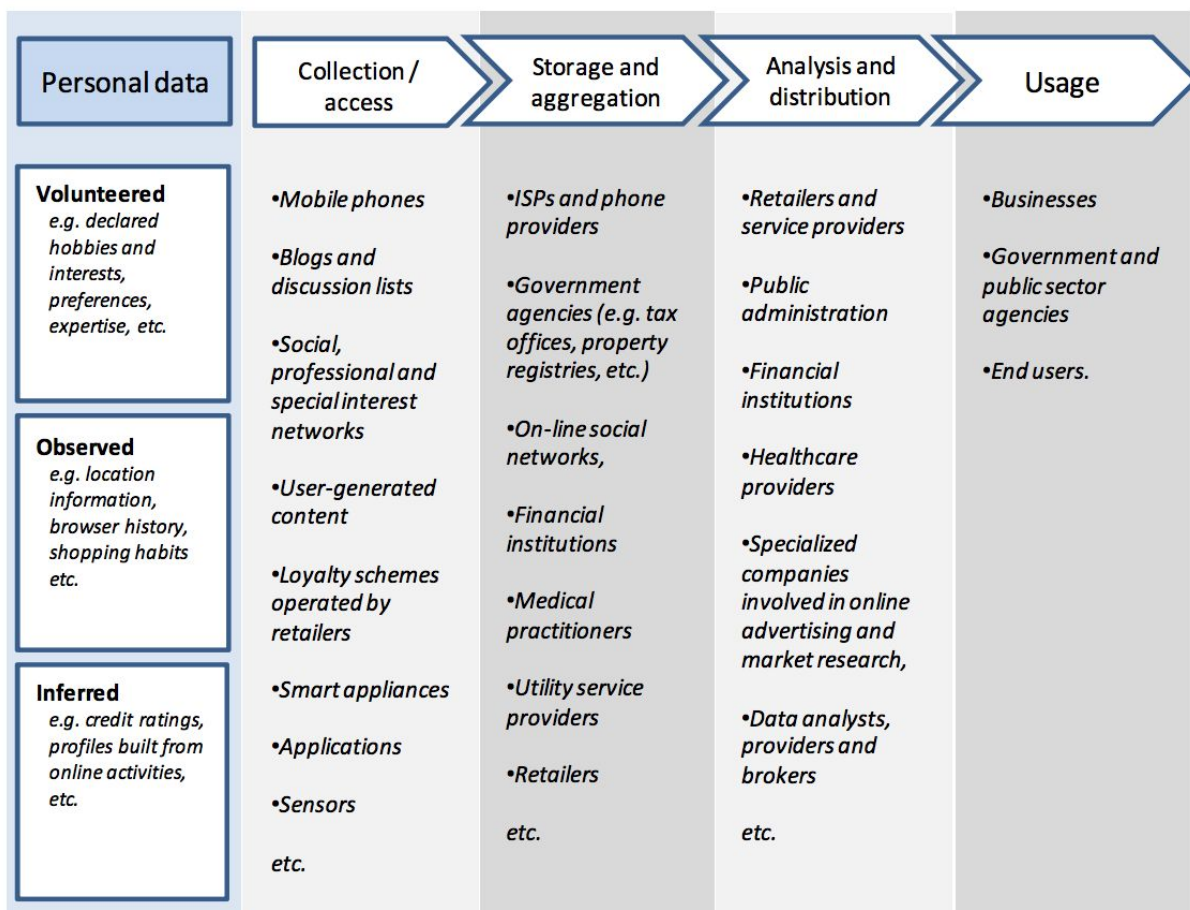 Personal data
Collection /
access
Storage and
aggregation
Analysis and
distribution
Usage
Volunteered
e.g. declared
hobbies and
interests,
preferences,
expertise, etc.
Observed
e.g. location
information,
browser history,
shopping habits
etc.
Inferred
e.g. credit ratings,
profiles built from
online activities,
etc.
•Mobile phones
•Blogs and
discussion lists
•Social,
professional and
special interest
networks
•User-generated
content
•Loyalty schemes
operated by
retailers
•Smart appliances
•Applications
•Sensors
etc.
•ISPs and phone
providers
•Government
agencies (e.g. tax
offices, property
registries, etc.)
•On-line social
networks,
•Financial
institutions
•Medical
practitioners
•Utility service
providers
•Retailers
etc.
•Retailers and
service providers
•Public
administration
•Financial
institutions
•Healthcare
providers
•Specialized
companies
involved in online
advertising and
market research,
•Data analysts,
providers and
brokers
etc.
•Businesses
•Government and
public sector
agencies
•End users.